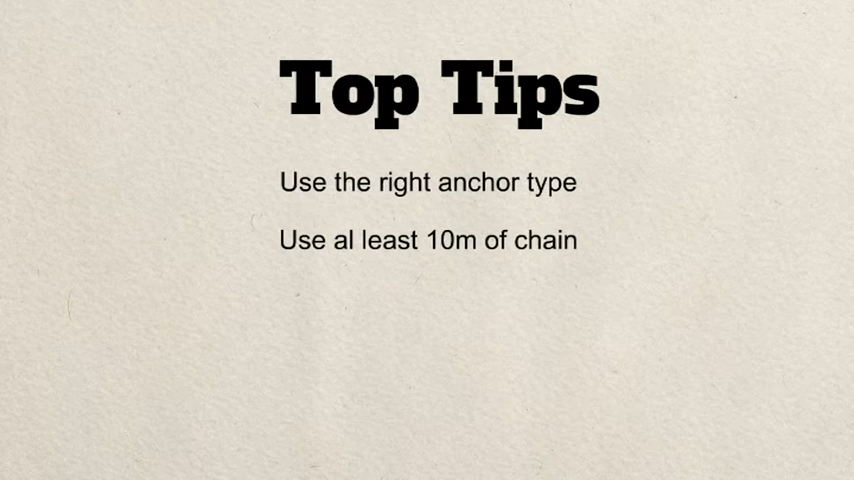 Top Tips
Use the right anchor type
Use al least 10m of chain